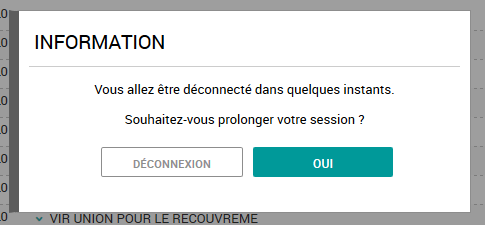 INFORMATION
Vous allez être déconnecté dans quelques instants.
Souhaitez-vous prolonger votre session ?
DÉCONNEXION OUI
VIR UNION POUR LE RECOUVREME